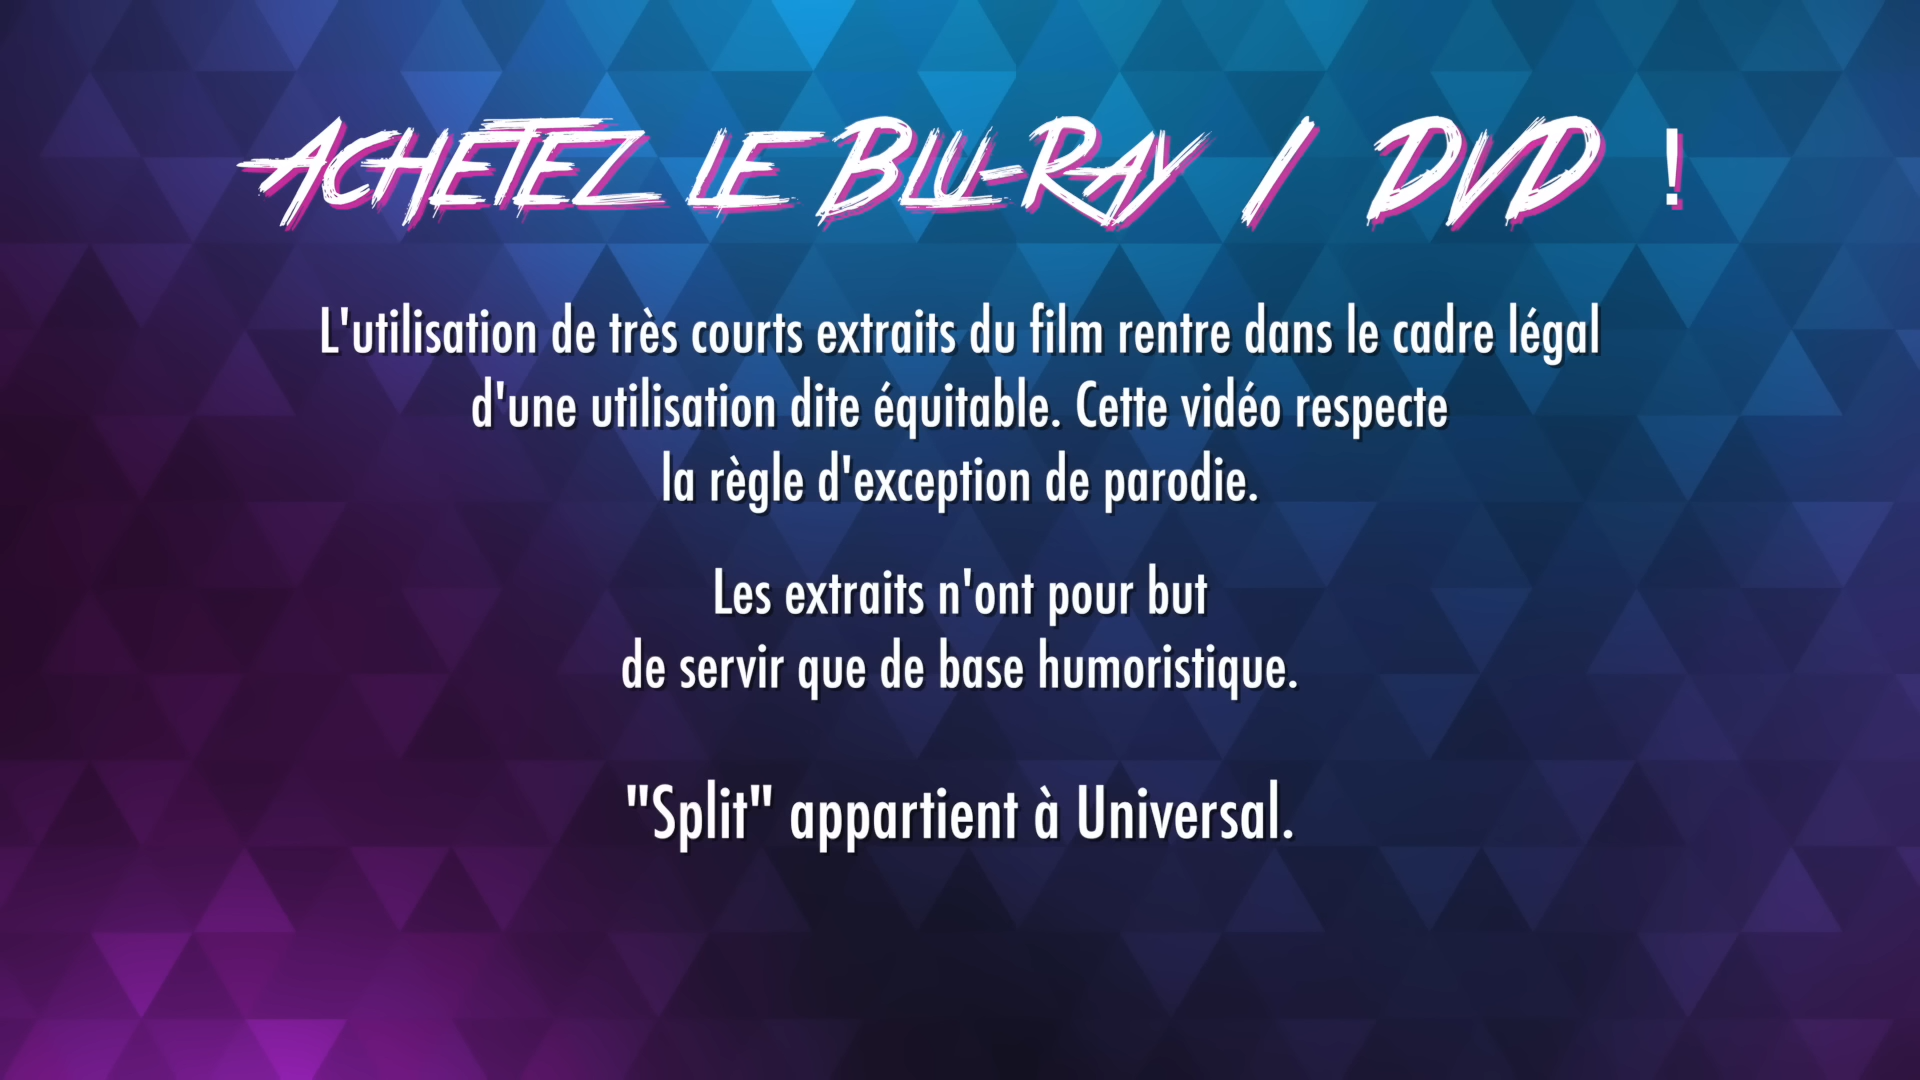 ACHETEZ LE BLU-RAY / DVD !
L'utilisation de très courts extraits du film rentre dans le cadre légal
d'une utilisation dite équitable. Cette vidéo respecte
la règle d'exception de parodie.
Les extraits n'ont pour but
de servir que de base humoristique.
"Split" appartient à Universal.